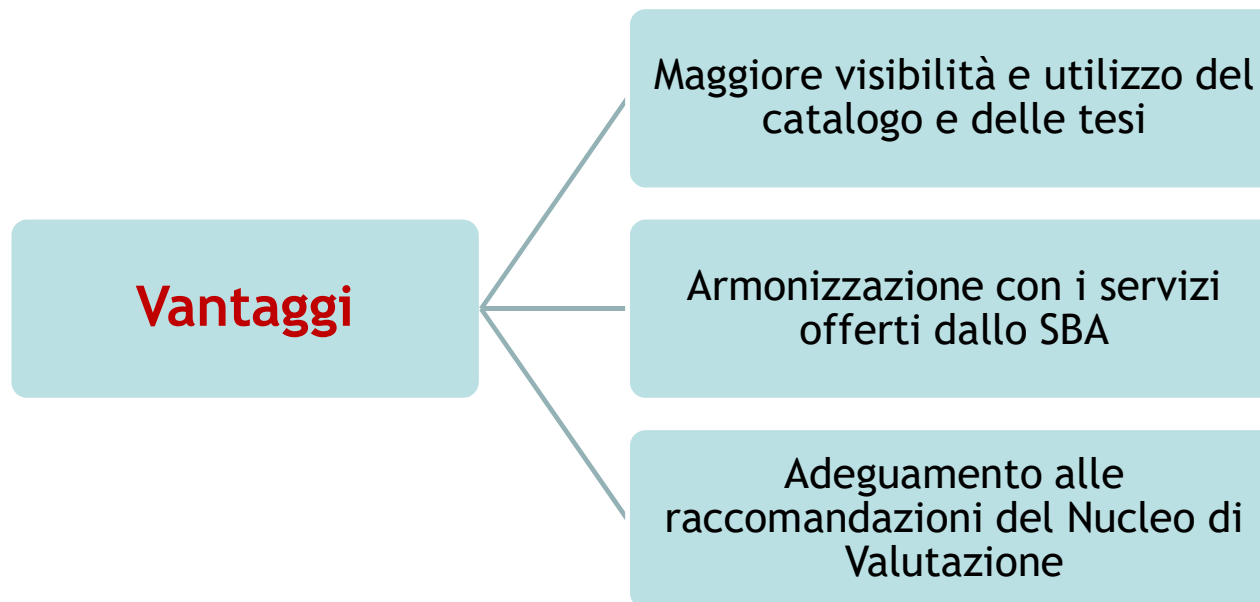 Vantaggi
Maggiore visibilità e utilizzo del
catalogo e delle tesi
Armonizzazione con i servizi
offerti dallo SBA
Adeguamento alle
raccomandazioni del Nucleo di
Valutazione